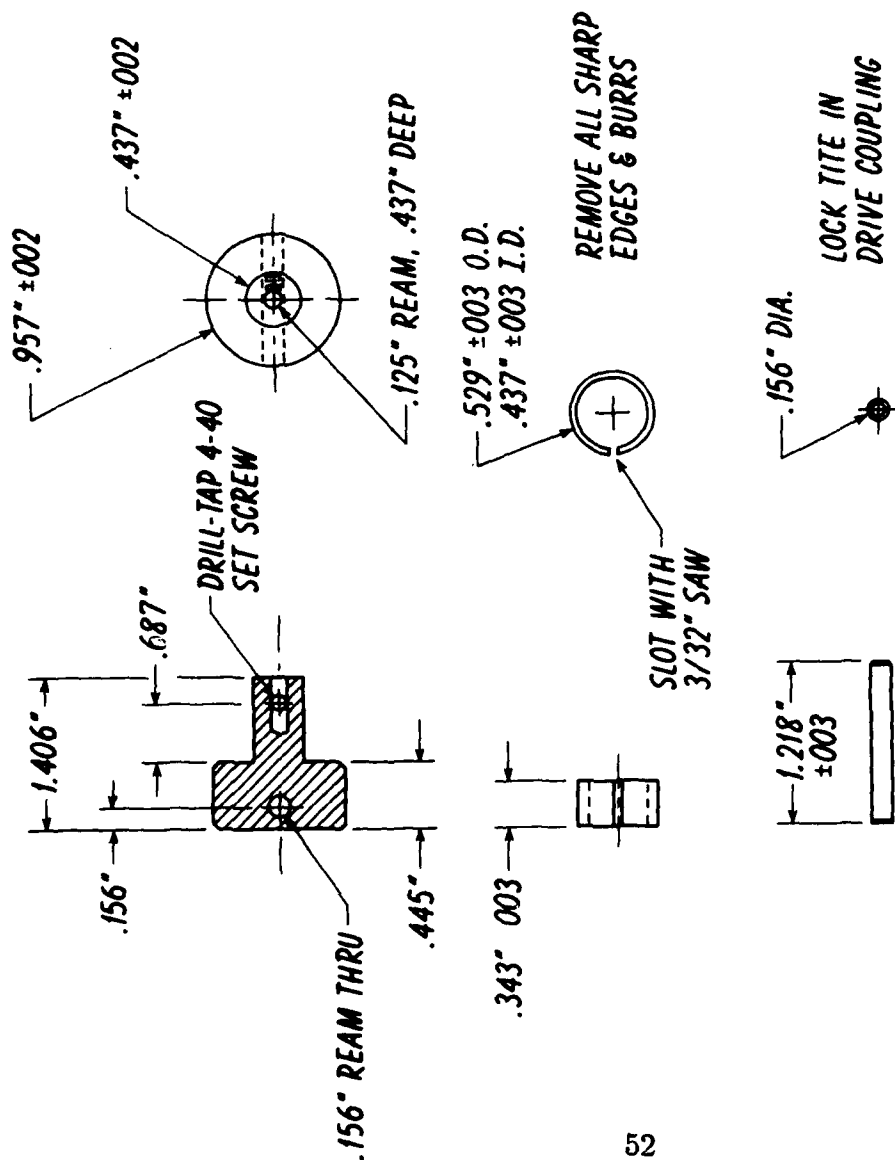 .957" ±002
.437" ±002
.125" REAM, .437" DEEP
1.406"
.687"
.156"
DRILL-TAP 4-40
SET SCREW
.156" REAM THRU
.445"
.529" ±003 O.D.
.437" ±003 I.D.
REMOVE ALL SHARP
EDGES & BURRS
SLOT WITH
3/32" SAW
.343" 003
.156" DIA.
LOCK TITE IN
DRIVE COUPLING
1.218"
±003
52